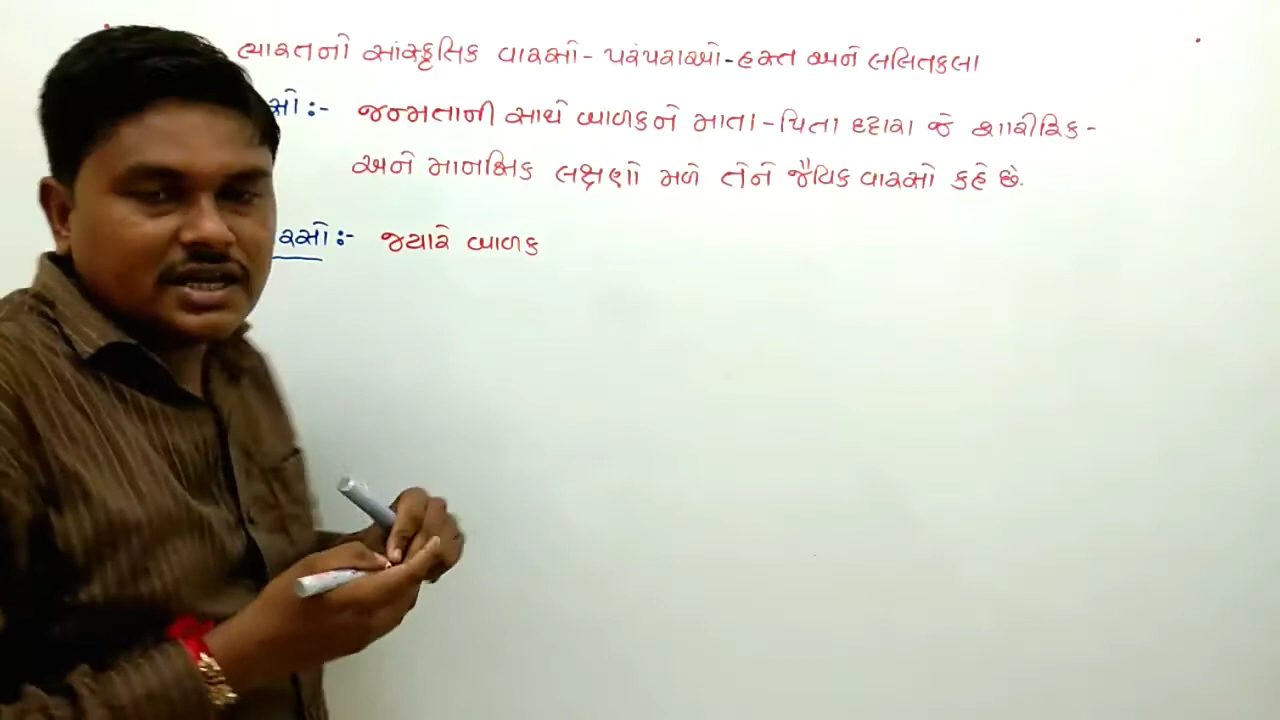 ભારતનો સાંસ્કૃતિક વારસો - પરંપરાઓ - હસ્ત અને લલિતકલા
સો :- જન્મતાની સાથે બાળકને માતા - પિતા દ્વારા જે શારીરિક -
અને માનસિક લક્ષણો મળે તેને જૈવિક વારસો કહે છે.
રસો :- જ્યારે બાળક